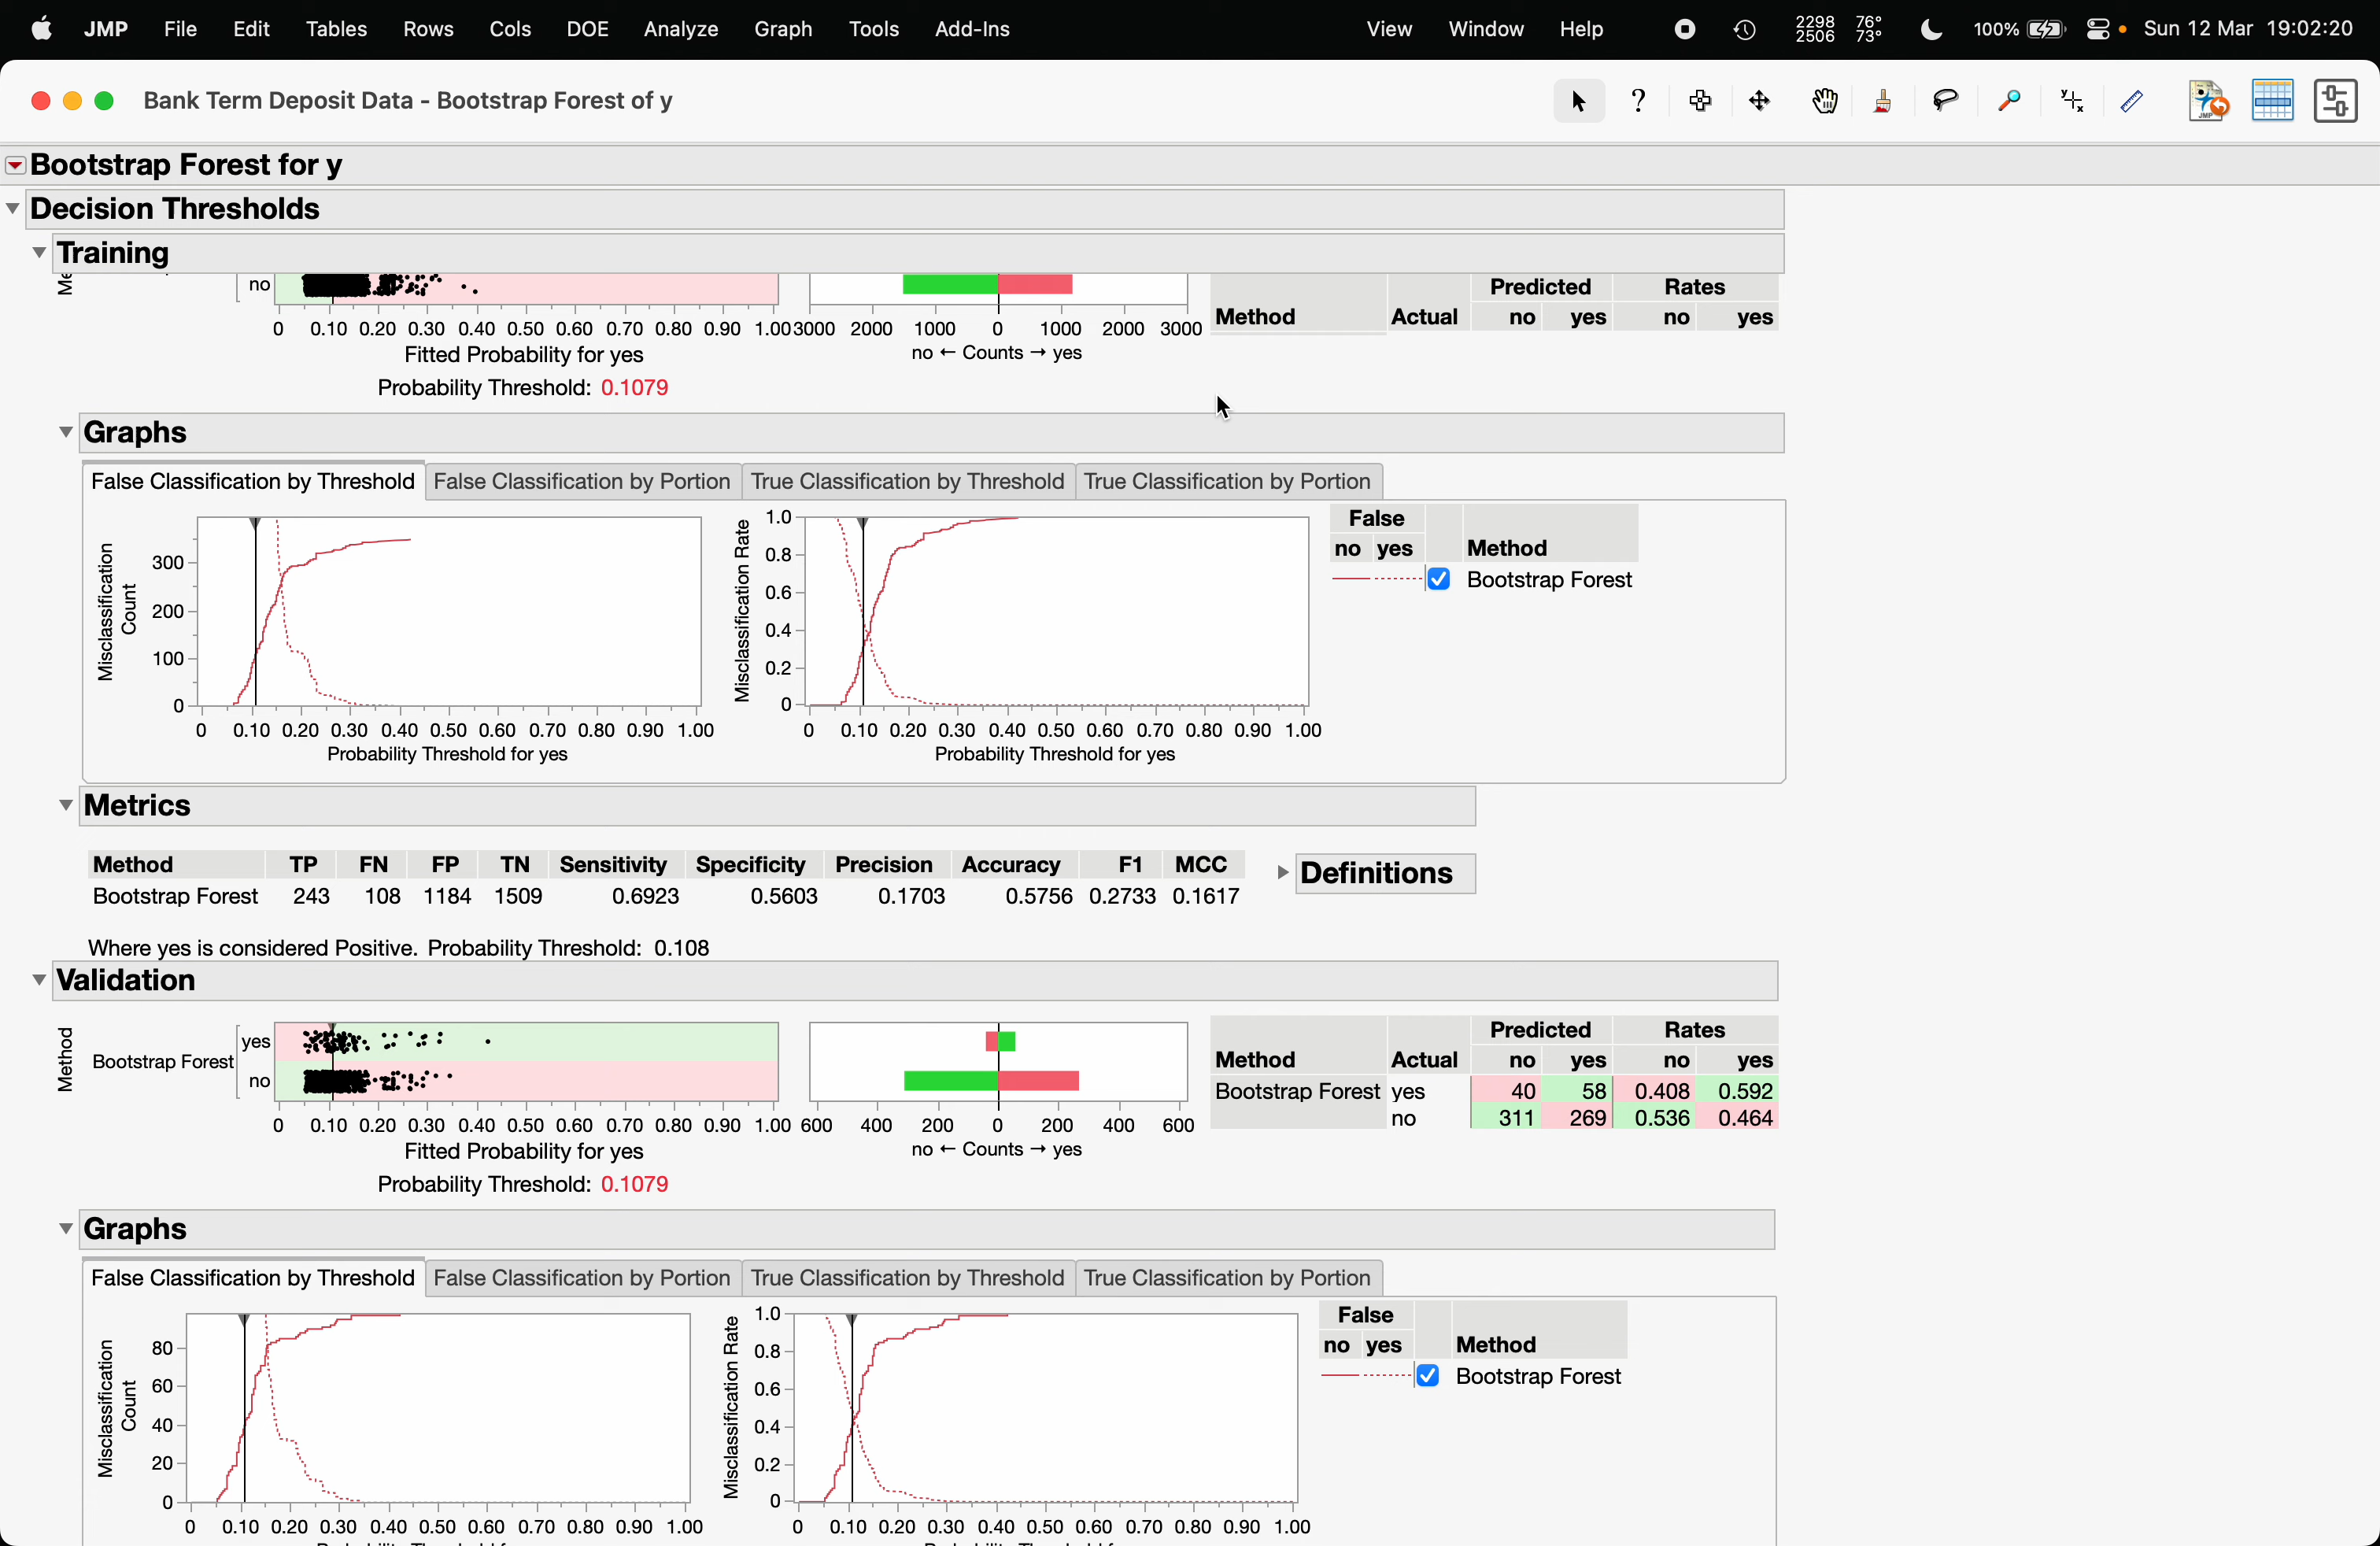 JMP File Edit Tables Rows Cols DOE Analyze Graph Tools Add-Ins View Window Help 2298 2506 76° 73° 100% Sun 12 Mar 19:02:20
Bank Term Deposit Data - Bootstrap Forest of y
Bootstrap Forest for y
Decision Thresholds
Training
no
0 0.10 0.20 0.30 0.40 0.50 0.60 0.70 0.80 0.90 1.00
Fitted Probability for yes
Probability Threshold: 0.1079
3000 2000 1000 0 1000 2000 3000
no ← Counts → yes
Predicted Rates
Method Actual no yes no yes
Graphs
False Classification by Threshold False Classification by Portion True Classification by Threshold True Classification by Portion
Misclassification
Count
300
200
100
0
0 0.10 0.20 0.30 0.40 0.50 0.60 0.70 0.80 0.90 1.00
Probability Threshold for yes
Misclassification Rate
1.0
0.8
0.6
0.4
0.2
0
0 0.10 0.20 0.30 0.40 0.50 0.60 0.70 0.80 0.90 1.00
Probability Threshold for yes
False
no yes Method
Bootstrap Forest
Metrics
Method TP FN FP TN Sensitivity Specificity Precision Accuracy F1 MCC
Bootstrap Forest 243 108 1184 1509 0.6923 0.5603 0.1703 0.5756 0.2733 0.1617
Definitions
Where yes is considered Positive. Probability Threshold: 0.108
Validation
Method
Bootstrap Forest
yes
no
0 0.10 0.20 0.30 0.40 0.50 0.60 0.70 0.80 0.90 1.00
Fitted Probability for yes
Probability Threshold: 0.1079
600 400 200 0 200 400 600
no ← Counts → yes
Predicted Rates
Method Actual no yes no yes
Bootstrap Forest yes 40 58 0.408 0.592
no 311 269 0.536 0.464
Graphs
False Classification by Threshold False Classification by Portion True Classification by Threshold True Classification by Portion
Misclassification
Count
80
60
40
20
0
0 0.10 0.20 0.30 0.40 0.50 0.60 0.70 0.80 0.90 1.00
Misclassification Rate
1.0
0.8
0.6
0.4
0.2
0
0 0.10 0.20 0.30 0.40 0.50 0.60 0.70 0.80 0.90 1.00
False
no yes Method
Bootstrap Forest